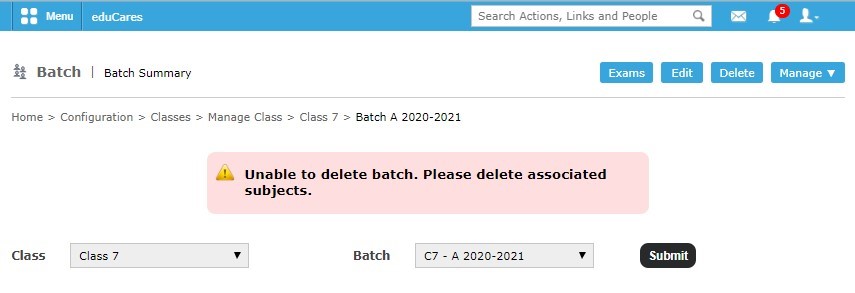 Menu eduCares Search Actions, Links and People 5
Batch | Batch Summary Exams Edit Delete Manage ▼
Home > Configuration > Classes > Manage Class > Class 7 > Batch A 2020-2021
Unable to delete batch. Please delete associated
subjects.
Class Class 7 Batch C7 - A 2020-2021 Submit